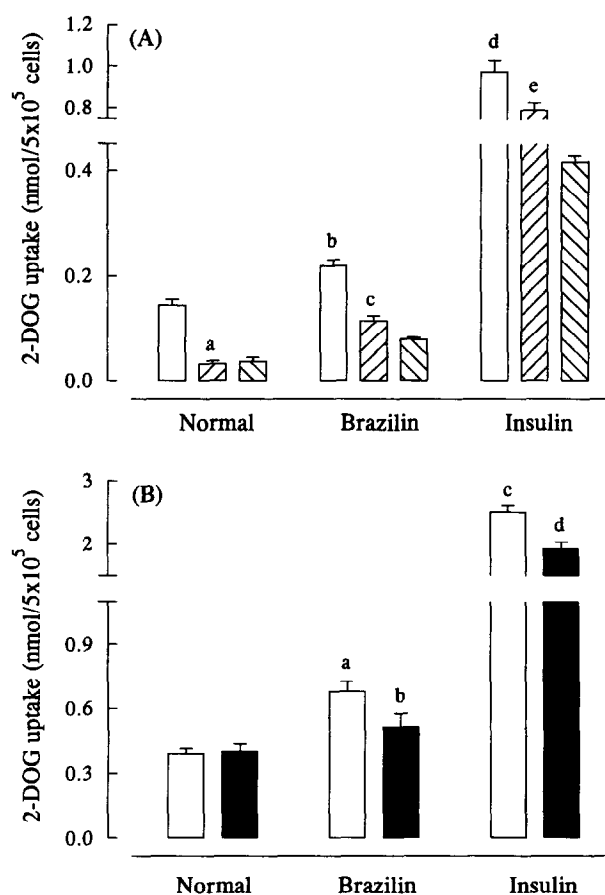 (A)
2-DOG uptake (nmol/5x10⁵ cells)
1.2
1.0
0.8
0.4
0.2
0.0
a
b
c
d
e
Normal
Brazilin
Insulin
(B)
2-DOG uptake (nmol/5x10⁵ cells)
3
2
0.9
0.6
0.3
0.0
a
b
c
d
Normal
Brazilin
Insulin